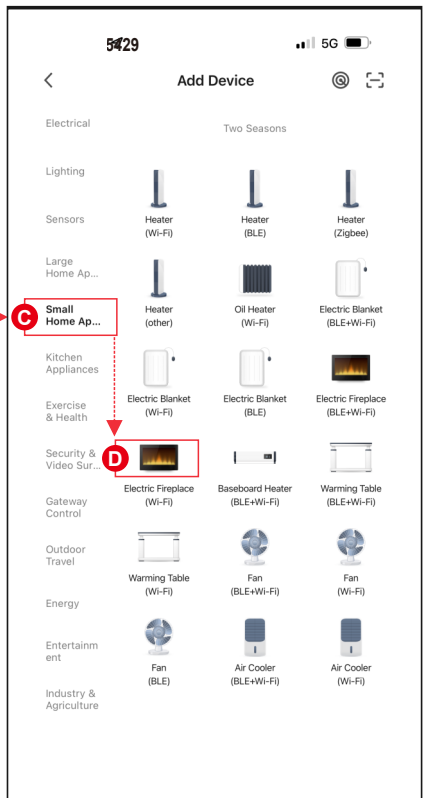 5G
Add Device
Electrical
Lighting
Sensors
Large
Home Ap...
Small
Home Ap...
Kitchen
Appliances
Exercise
& Health
Security &
Video Sur...
Gateway
Control
Outdoor
Travel
Energy
Entertainm
ent
Industry &
Agriculture
C
D
Two Seasons
Heater
(Wi-Fi)
Heater
(BLE)
Heater
(Zigbee)
Heater
(other)
Oil Heater
(Wi-Fi)
Electric Blanket
(BLE+Wi-Fi)
Electric Blanket
(Wi-Fi)
Electric Blanket
(BLE)
Electric Fireplace
(BLE+Wi-Fi)
Electric Fireplace
(Wi-Fi)
Baseboard Heater
(BLE+Wi-Fi)
Warming Table
(BLE+Wi-Fi)
Warming Table
(Wi-Fi)
Fan
(BLE+Wi-Fi)
Fan
(Wi-Fi)
Fan
(BLE)
Air Cooler
(BLE+Wi-Fi)
Air Cooler
(Wi-Fi)